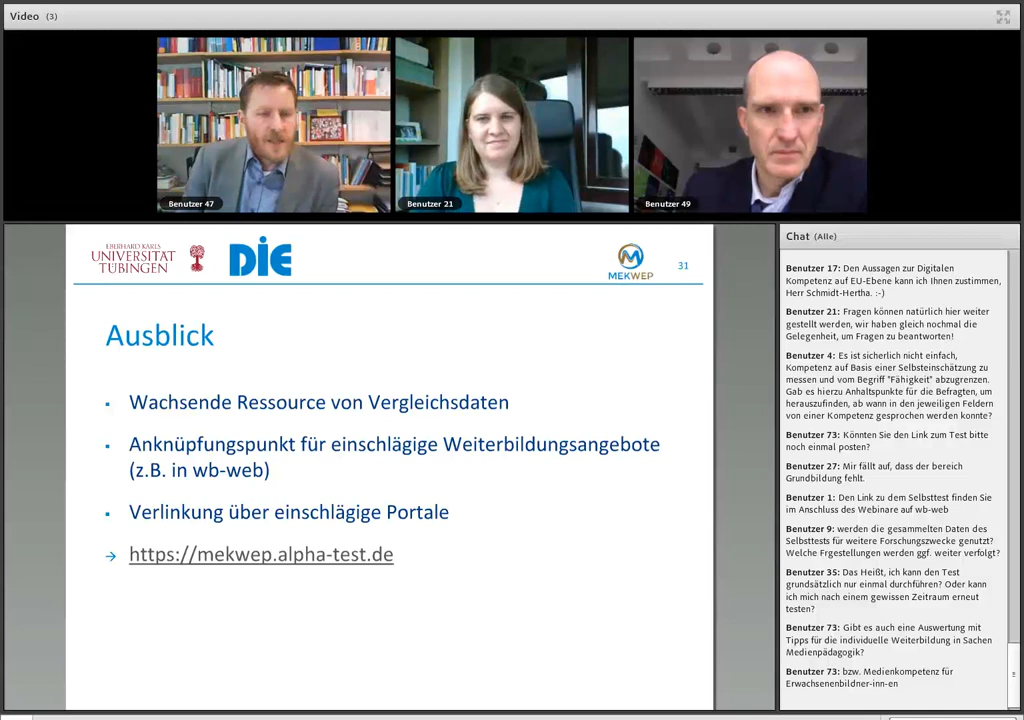 Video (3)
Benutzer 47
Benutzer 21
Benutzer 49
EBERHARD KARLS
UNIVERSITÄT
TÜBINGEN
DIE
MEKWEP
31
Ausblick
▪ Wachsende Ressource von Vergleichsdaten
▪ Anknüpfungspunkt für einschlägige Weiterbildungsangebote
(z.B. in wb-web)
▪ Verlinkung über einschlägige Portale
→ https://mekwep.alpha-test.de
Chat (Alle)
Benutzer 17: Den Aussagen zur Digitalen
Kompetenz auf EU-Ebene kann ich Ihnen zustimmen,
Herr Schmidt-Hertha. :-)
Benutzer 21: Fragen können natürlich hier weiter
gestellt werden, wir haben gleich nochmal die
Gelegenheit, um Fragen zu beantworten!
Benutzer 4: Es ist sicherlich nicht einfach,
Kompetenz auf Basis einer Selbsteinschätzung zu
messen und vom Begriff "Fähigkeit" abzugrenzen.
Gab es hierzu Anhaltspunkte für die Befragten, um
herauszufinden, ab wann in den jeweiligen Feldern
von einer Kompetenz gesprochen werden konnte?
Benutzer 73: Könnten Sie den Link zum Test bitte
noch einmal posten?
Benutzer 27: Mir fällt auf, dass der bereich
Grundbildung fehlt.
Benutzer 1: Den Link zu dem Selbsttest finden Sie
im Anschluss des Webinare auf wb-web
Benutzer 9: werden die gesammelten Daten des
Selbsttests für weitere Forschungszwecke genutzt?
Welche Frgestellungen werden ggf. weiter verfolgt?
Benutzer 35: Das Heißt, ich kann den Test
grundsätzlich nur einmal durchführen? Oder kann
ich mich nach einem gewissen Zeitraum erneut
testen?
Benutzer 73: Gibt es auch eine Auswertung mit
Tipps für die individuelle Weiterbildung in Sachen
Medienpädagogik?
Benutzer 73: bzw. Medienkompetenz für
Erwachsenenbildner-inn-en